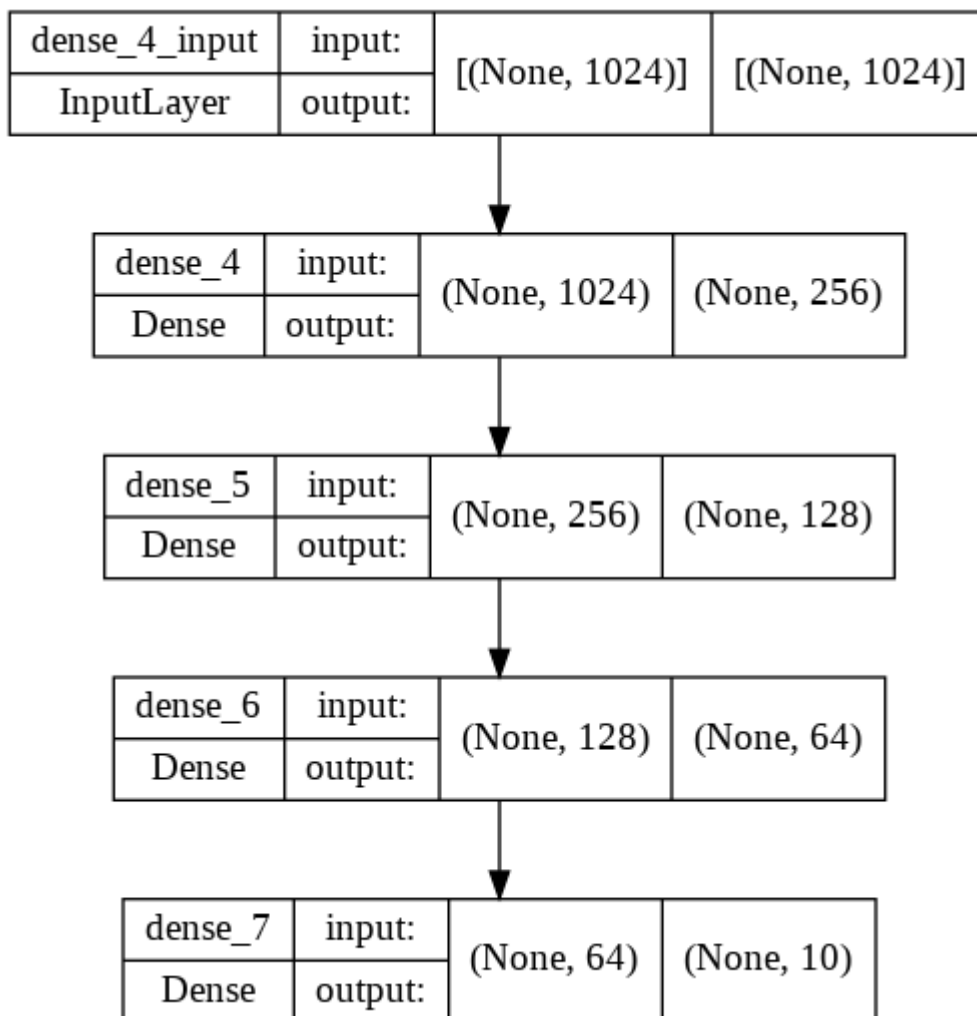 dense_4_input input: [(None, 1024)] [(None, 1024)]
InputLayer output:
dense_4 input: (None, 1024) (None, 256)
Dense output:
dense_5 input: (None, 256) (None, 128)
Dense output:
dense_6 input: (None, 128) (None, 64)
Dense output:
dense_7 input: (None, 64) (None, 10)
Dense output: